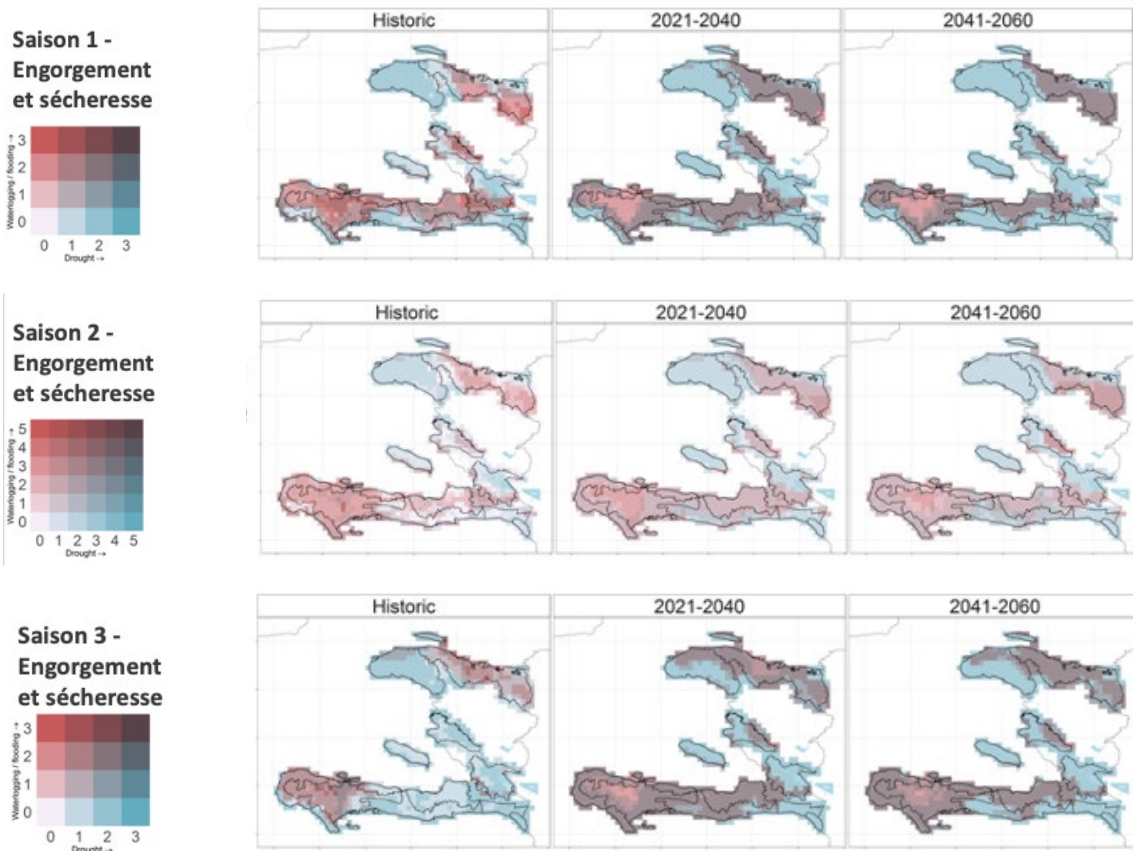 Historic
2021-2040
2041-2060
Saison 1 -
Engorgement
et sécheresse
Waterlogging / flooding →
3
2
1
0
0 1 2 3
Drought →
Historic
2021-2040
2041-2060
Saison 2 -
Engorgement
et sécheresse
Waterlogging / flooding →
5
4
3
2
1
0
0 1 2 3 4 5
Drought →
Historic
2021-2040
2041-2060
Saison 3 -
Engorgement
et sécheresse
Waterlogging / flooding →
3
2
1
0
0 1 2 3
Drought →